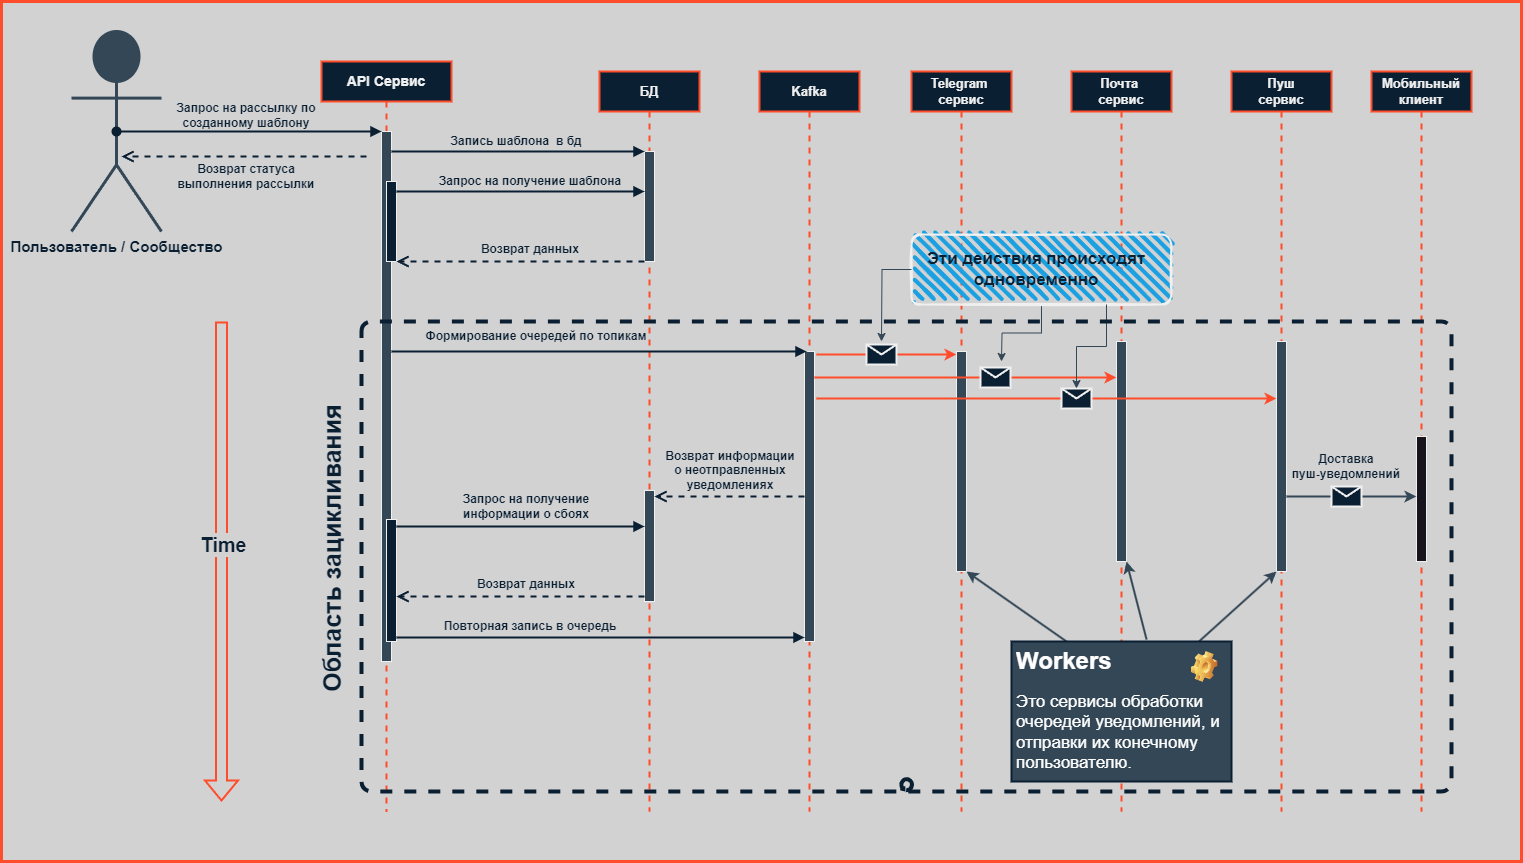 API Сервис
БД
Kafka
Telegram
сервис
Почта
сервис
Пуш
сервис
Мобильный
клиент
Запрос на рассылку по
созданному шаблону
Возврат статуса
выполнения рассылки
Пользователь / Сообщество
Запись шаблона в бд
Запрос на получение шаблона
Возврат данных
Эти действия происходят
одновременно
Формирование очередей по топикам
Возврат информации
о неотправленных
уведомлениях
Доставка
пуш-уведомлений
Запрос на получение
информации о сбоях
Возврат данных
Повторная запись в очередь
Time
Область зацикливания
Workers
Это сервисы обработки
очередей уведомлений, и
отправки их конечному
пользователю.